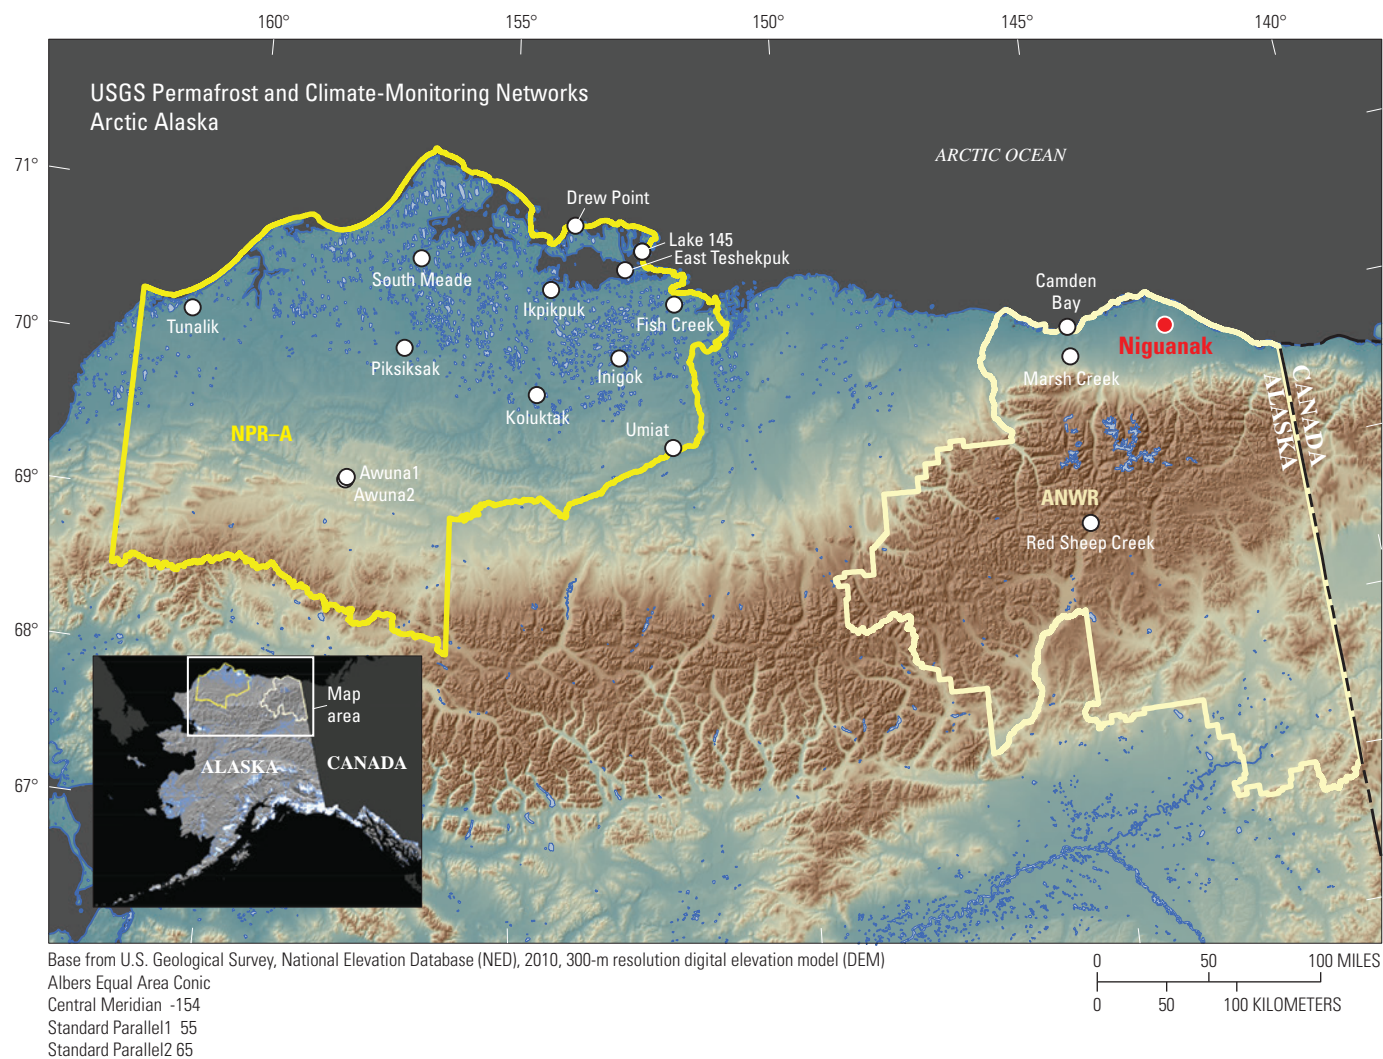 160°
155°
150°
145°
140°
USGS Permafrost and Climate-Monitoring Networks
Arctic Alaska
ARCTIC OCEAN
71°
70°
69°
68°
67°
Drew Point
Lake 145
East Teshekpuk
South Meade
Ikpikpuk
Fish Creek
Tunalik
Piksiksak
Inigok
Koluktak
Umiat
NPR–A
Awuna1
Awuna2
Camden
Bay
Niguanak
Marsh Creek
CANADA
ALASKA
ANWR
Red Sheep Creek
Map
area
ALASKA
CANADA
Base from U.S. Geological Survey, National Elevation Database (NED), 2010, 300-m resolution digital elevation model (DEM)
Albers Equal Area Conic
Central Meridian -154
Standard Parallel1 55
Standard Parallel2 65
0 50 100 MILES
0 50 100 KILOMETERS